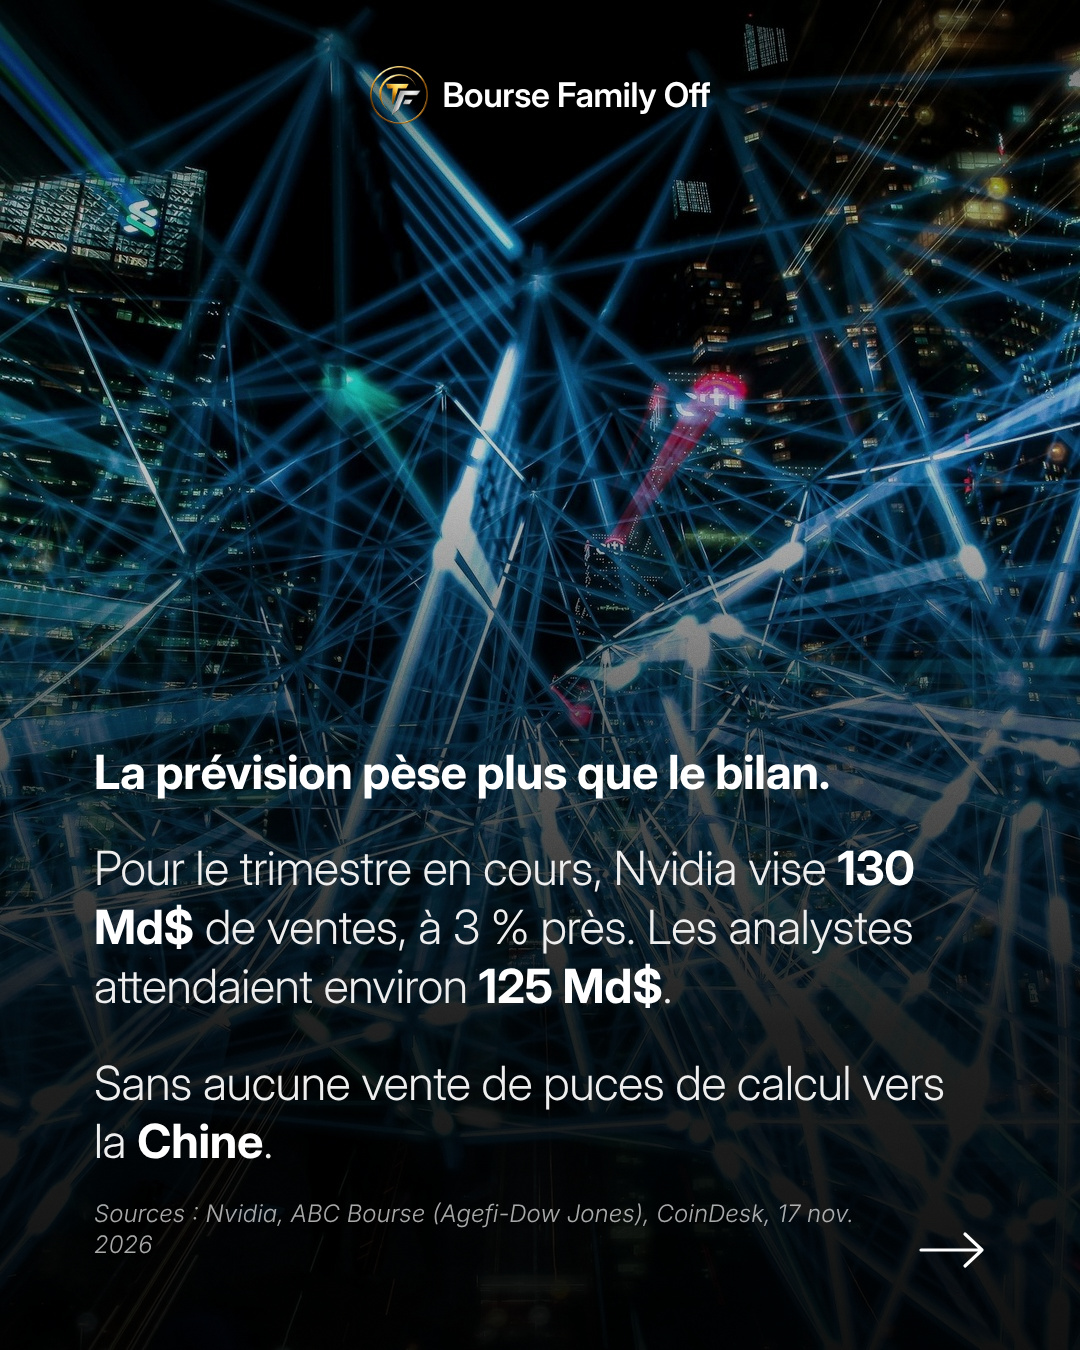 Bourse Family Off
citi
La prévision pèse plus que le bilan.
Pour le trimestre en cours, Nvidia vise 130
Md$ de ventes, à 3 % près. Les analystes
attendaient environ 125 Md$.
Sans aucune vente de puces de calcul vers
la Chine.
Sources : Nvidia, ABC Bourse (Agefi-Dow Jones), CoinDesk, 17 nov.
2026